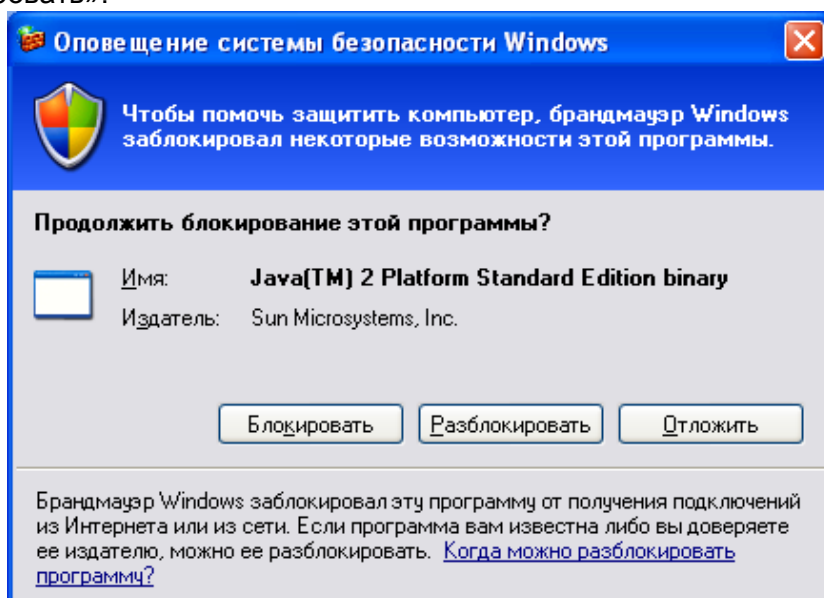 овать».
Оповещение системы безопасности Windows
Чтобы помочь защитить компьютер, брандмауэр Windows
заблокировал некоторые возможности этой программы.
Продолжить блокирование этой программы?
Имя: Java(TM) 2 Platform Standard Edition binary
Издатель: Sun Microsystems, Inc.
Блокировать Разблокировать Отложить
Брандмауэр Windows заблокировал эту программу от получения подключений
из Интернета или из сети. Если программа вам известна либо вы доверяете
ее издателю, можно ее разблокировать. Когда можно разблокировать
программу?